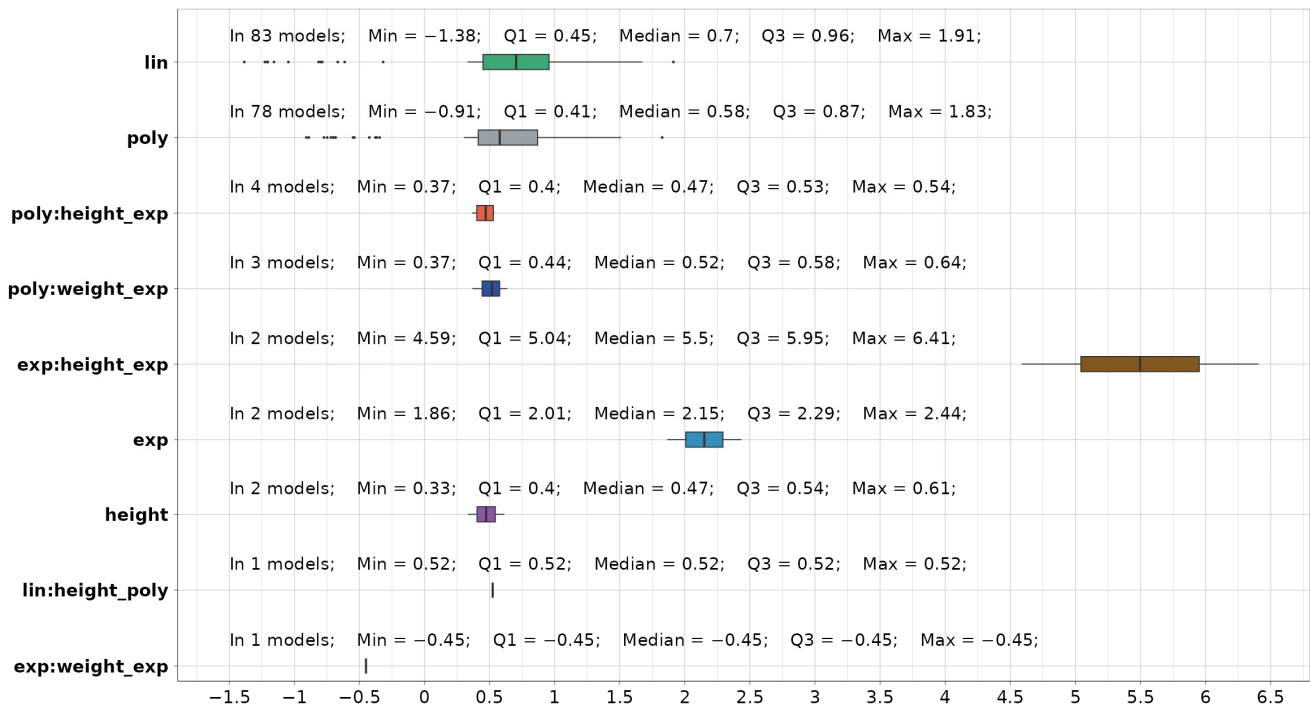 In 83 models; Min = −1.38; Q1 = 0.45; Median = 0.7; Q3 = 0.96; Max = 1.91;
lin
In 78 models; Min = −0.91; Q1 = 0.41; Median = 0.58; Q3 = 0.87; Max = 1.83;
poly
In 4 models; Min = 0.37; Q1 = 0.4; Median = 0.47; Q3 = 0.53; Max = 0.54;
poly:height_exp
In 3 models; Min = 0.37; Q1 = 0.44; Median = 0.52; Q3 = 0.58; Max = 0.64;
poly:weight_exp
In 2 models; Min = 4.59; Q1 = 5.04; Median = 5.5; Q3 = 5.95; Max = 6.41;
exp:height_exp
In 2 models; Min = 1.86; Q1 = 2.01; Median = 2.15; Q3 = 2.29; Max = 2.44;
exp
In 2 models; Min = 0.33; Q1 = 0.4; Median = 0.47; Q3 = 0.54; Max = 0.61;
height
In 1 models; Min = 0.52; Q1 = 0.52; Median = 0.52; Q3 = 0.52; Max = 0.52;
lin:height_poly
In 1 models; Min = −0.45; Q1 = −0.45; Median = −0.45; Q3 = −0.45; Max = −0.45;
exp:weight_exp
−1.5 −1 −0.5 0 0.5 1 1.5 2 2.5 3 3.5 4 4.5 5 5.5 6 6.5